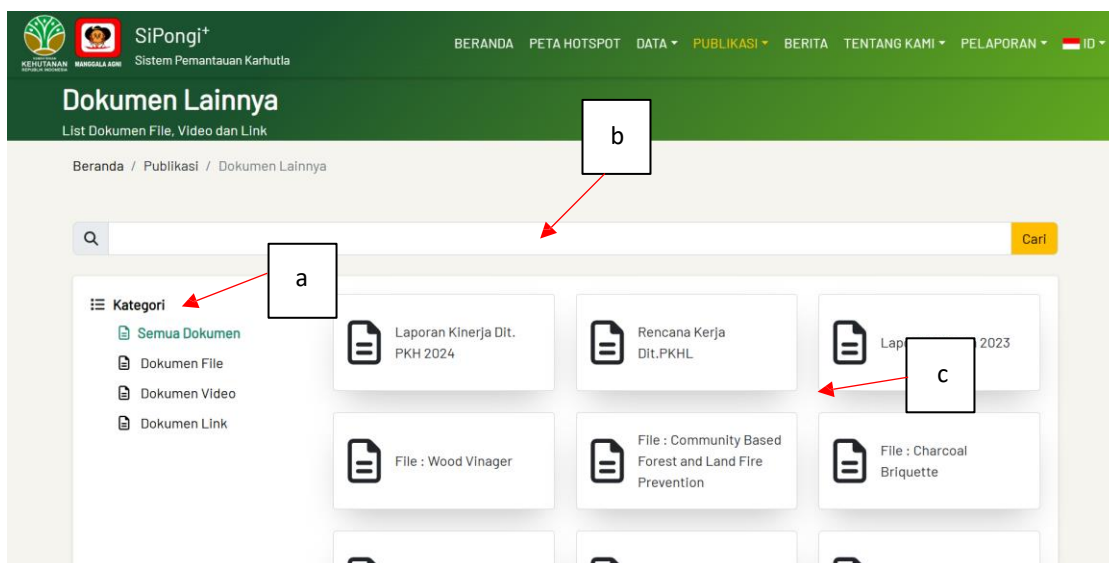 SiPongi+
Sistem Pemantauan Karhutla
KEHUTANAN
REPUBLIK INDONESIA
MANGGALA AGNI
BERANDA PETA HOTSPOT DATA PUBLIKASI BERITA TENTANG KAMI PELAPORAN ID
Dokumen Lainnya
List Dokumen File, Video dan Link
b
Beranda / Publikasi / Dokumen Lainnya
Cari
a
Kategori
Semua Dokumen
Dokumen File
Dokumen Video
Dokumen Link
Laporan Kinerja Dit.
PKH 2024
Rencana Kerja
Dit.PKHL
2023
c
File : Wood Vinager
File : Community Based
Forest and Land Fire
Prevention
File : Charcoal
Briquette